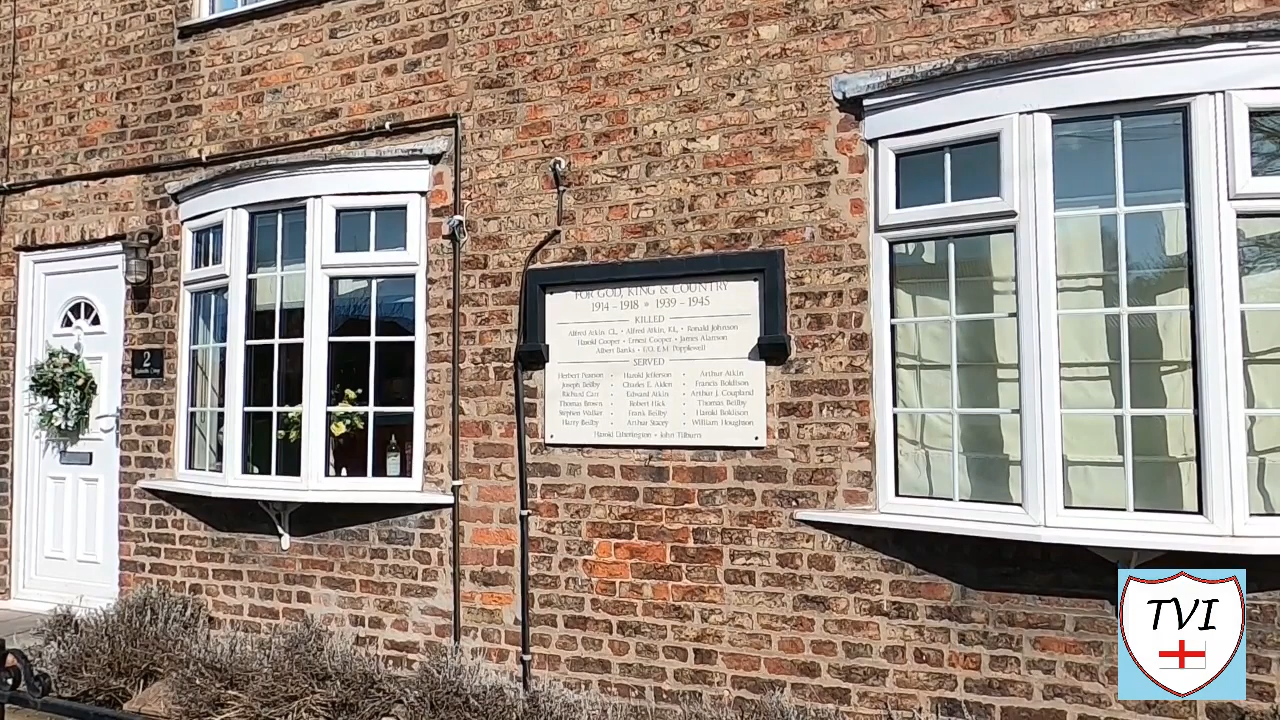 FOR GOD, KING & COUNTRY
1914 – 1918 * 1939 – 1945
KILLED
Alfred Atkin. CL. • Alfred Atkin, RK. • Ronald Johnson
Harold Cooper • Ernest Cooper • James Alamson
Albert Banks • F/O. E M Popplewell
SERVED
Herbert Pearson • Harold Jefferson • Arthur Atkin
Joseph Beilby • Charles E. Alden • Francis Boldison
Richard Carr • Edward Atkin • Arthur J. Coupland
Thomas Brown • Robert Hick • Thomas Beilby
Stephen Walker • Frank Beilby • Harold Boldison
Harry Beilby • Arthur Stacey • William Houghton
Harold Etherington • John Tilburn
2
TVI